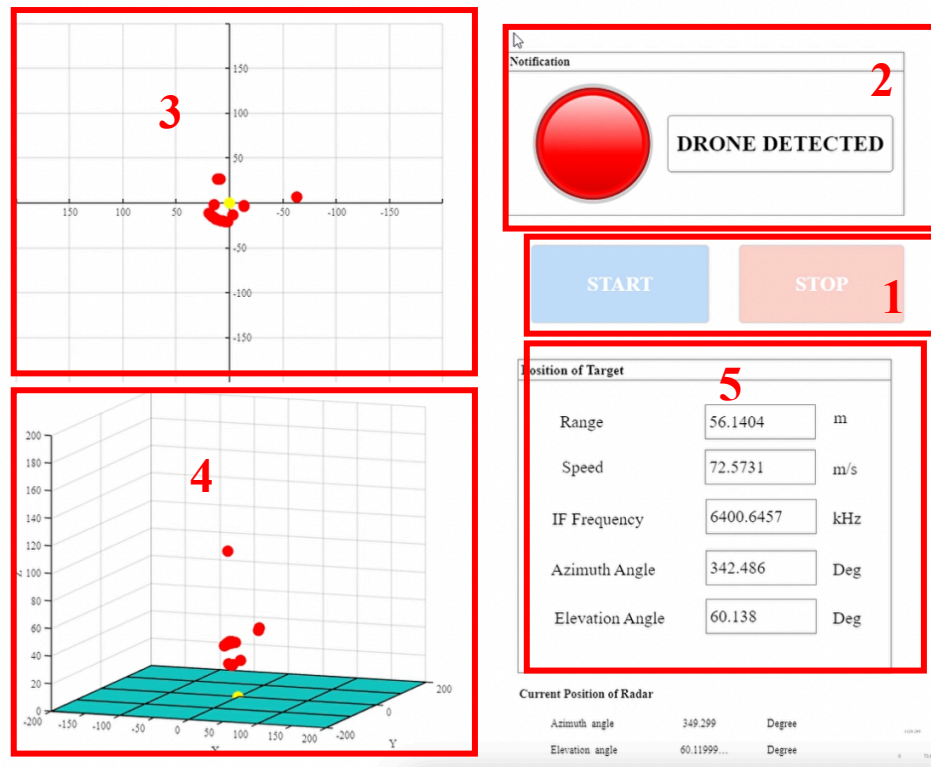 3
150
100
50
150
100
50
-50
-100
-150
-50
-100
-150
2
Notification
DRONE DETECTED
START
STOP
1
4
200
180
160
140
120
100
80
60
40
20
0
-200
-150
-100
-50
0
50
100
150
200
-200
0
200
X
Y
5
Position of Target
Range 56.1404 m
Speed 72.5731 m/s
IF Frequency 6400.6457 kHz
Azimuth Angle 342.486 Deg
Elevation Angle 60.138 Deg
Current Position of Radar
Azimuth angle 349.299 Degree
Elevation angle 60.11999... Degree